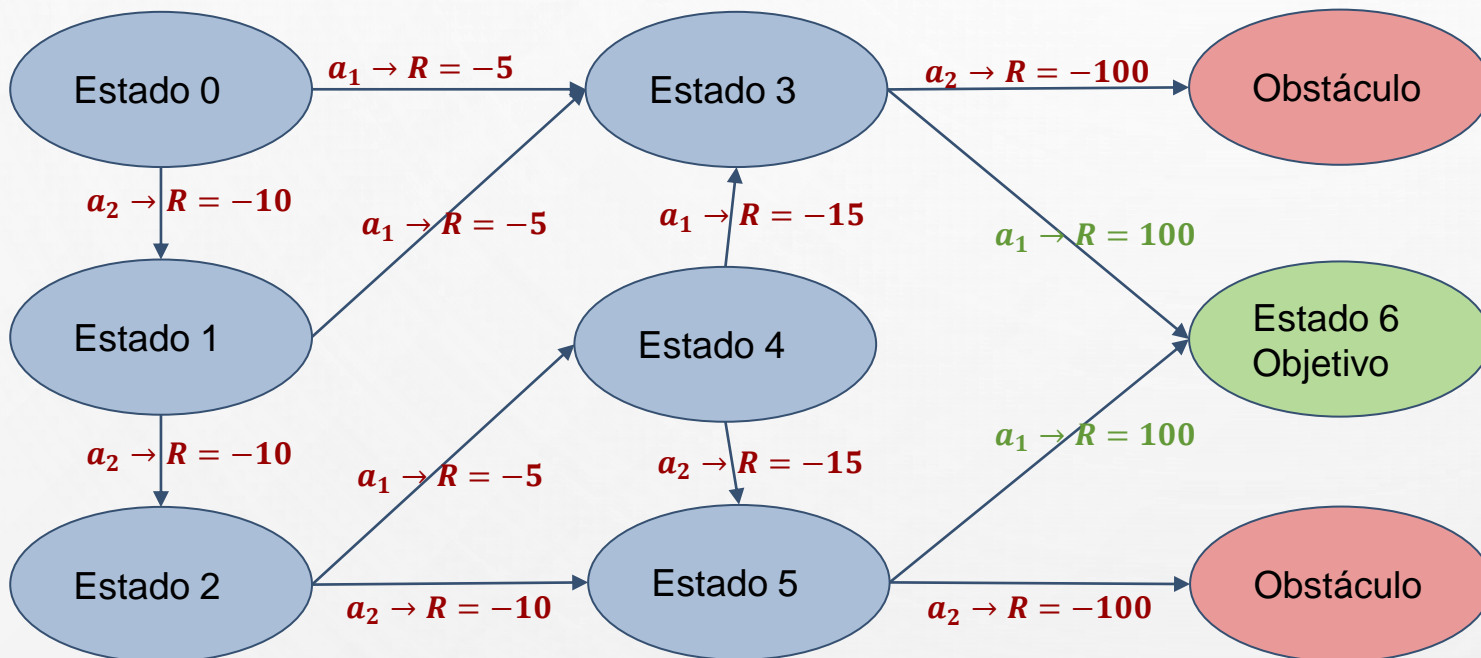 Estado 0
a₁ → R = −5
Estado 3
a₂ → R = −100
Obstáculo
a₂ → R = −10
a₁ → R = −5
a₁ → R = −15
a₁ → R = 100
Estado 1
Estado 4
Estado 6
Objetivo
a₂ → R = −10
a₁ → R = −5
a₂ → R = −15
a₁ → R = 100
Estado 2
a₂ → R = −10
Estado 5
a₂ → R = −100
Obstáculo